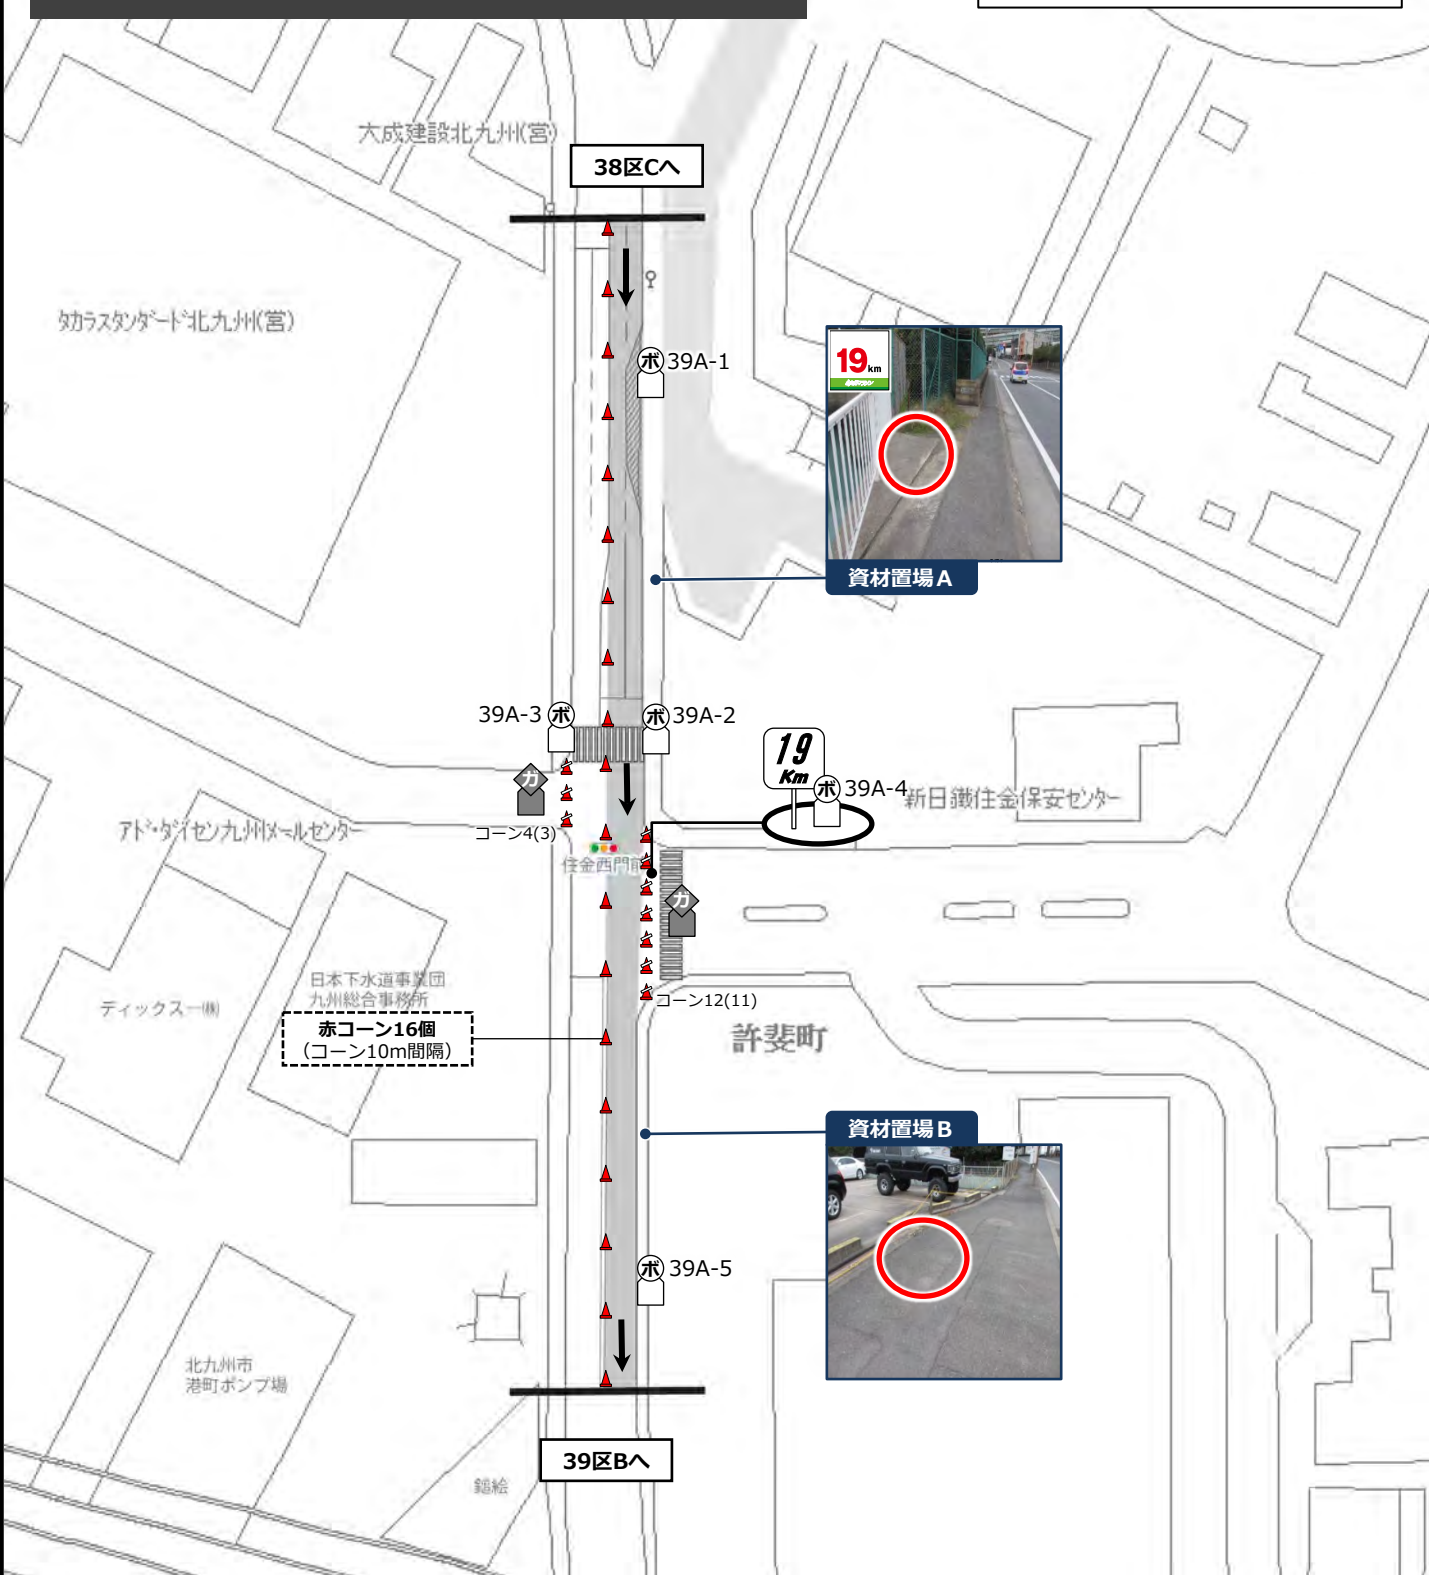 大成建設北九州(営)
38区Cへ
タカラスタンダード北九州(営)
ボ 39A-1
19km
資材置場A
39A-3 ボ
ボ 39A-2
19
Km
ボ 39A-4
新日鐵住金保安センター
ガ
アド・ダイセン九州メールセンター
コーン4(3)
住金西門前
ガ
日本下水道事業団
九州総合事務所
ディックスー㈱
コーン12(11)
赤コーン16個
（コーン10m間隔）
許斐町
資材置場B
ボ 39A-5
北九州市
港町ポンプ場
39区Bへ